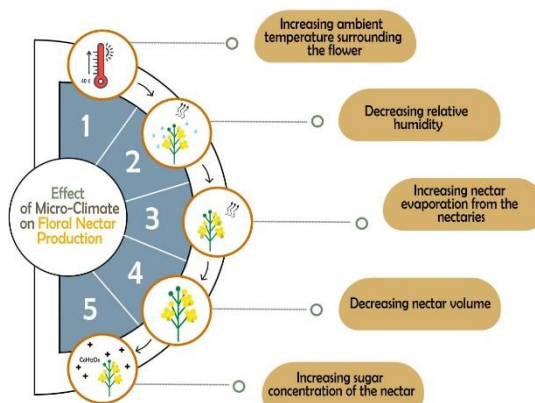 Increasing ambient
temperature surrounding
the flower
Decreasing relative
humidity
Increasing nectar
evaporation from the
nectaries
Decreasing nectar volume
Increasing sugar
concentration of the nectar
Effect
of Micro-Climate
on Floral Nectar
Production
1
2
3
4
5